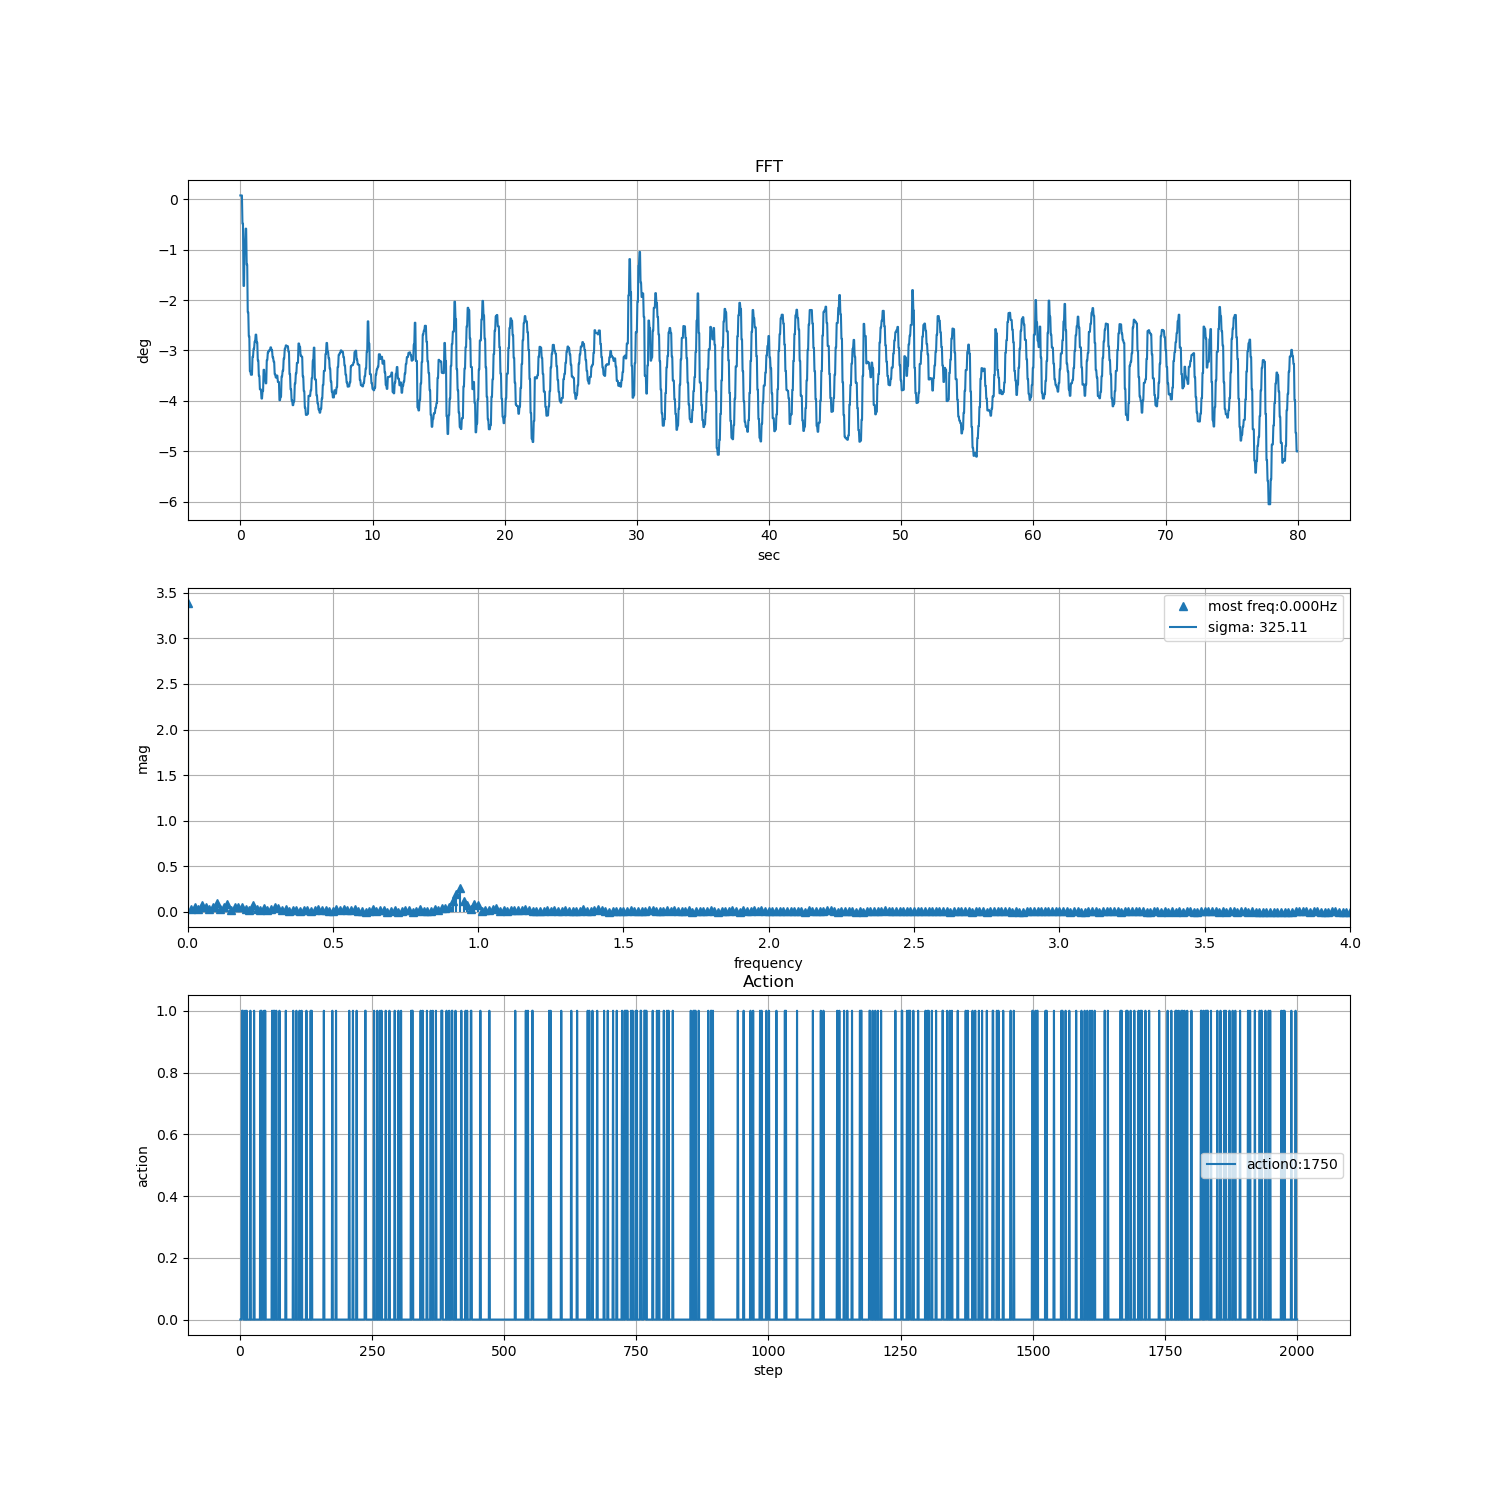 FFT
0
−1
−2
−3
−4
−5
−6
deg
0 10 20 30 40 50 60 70 80
sec
3.5
3.0
2.5
2.0
1.5
1.0
0.5
0.0
mag
most freq:0.000Hz
sigma: 325.11
0.0 0.5 1.0 1.5 2.0 2.5 3.0 3.5 4.0
frequency
Action
1.0
0.8
0.6
0.4
0.2
0.0
action
action0:1750
0 250 500 750 1000 1250 1500 1750 2000
step